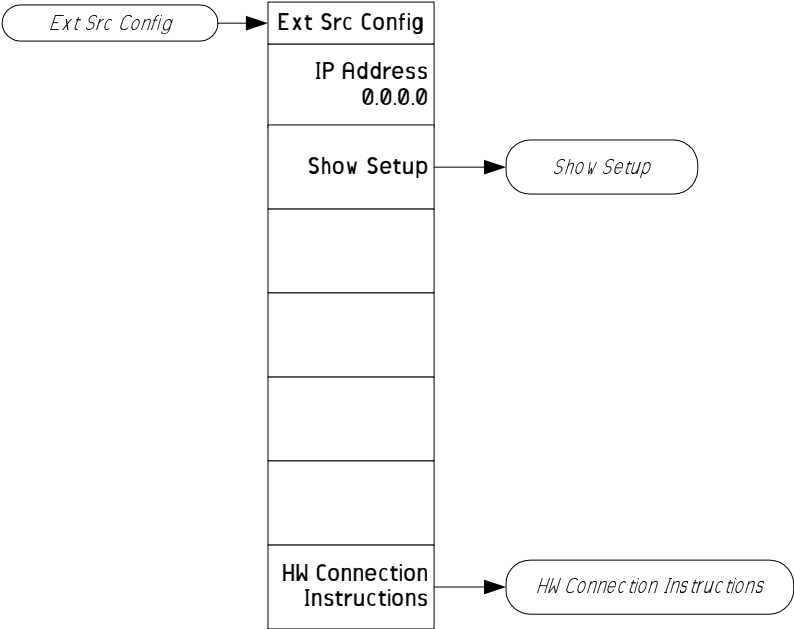 Ext Src Config
Ext Src Config
IP Address
0.0.0.0
Show Setup
Show Setup
HW Connection
Instructions
HW Connection Instructions